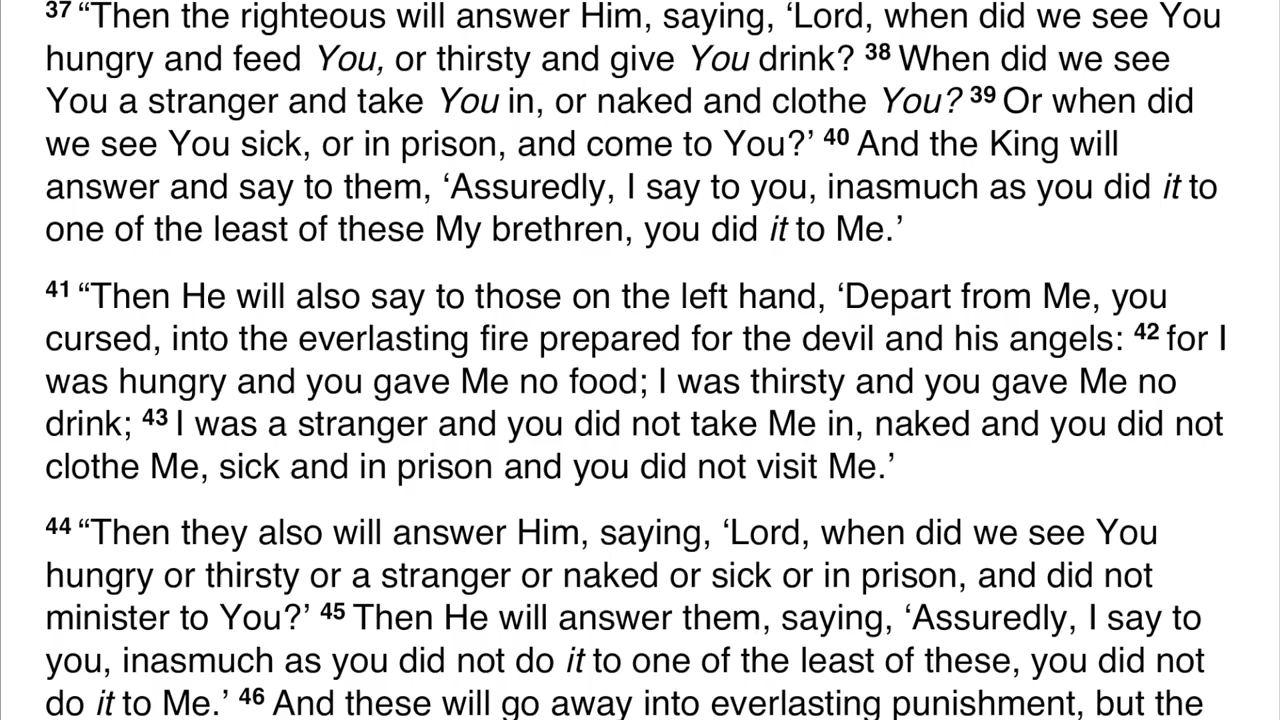 37 “Then the righteous will answer Him, saying, ‘Lord, when did we see You
hungry and feed You, or thirsty and give You drink? 38 When did we see
You a stranger and take You in, or naked and clothe You? 39 Or when did
we see You sick, or in prison, and come to You?’ 40 And the King will
answer and say to them, ‘Assuredly, I say to you, inasmuch as you did it to
one of the least of these My brethren, you did it to Me.’
41 “Then He will also say to those on the left hand, ‘Depart from Me, you
cursed, into the everlasting fire prepared for the devil and his angels: 42 for I
was hungry and you gave Me no food; I was thirsty and you gave Me no
drink; 43 I was a stranger and you did not take Me in, naked and you did not
clothe Me, sick and in prison and you did not visit Me.’
44 “Then they also will answer Him, saying, ‘Lord, when did we see You
hungry or thirsty or a stranger or naked or sick or in prison, and did not
minister to You?’ 45 Then He will answer them, saying, ‘Assuredly, I say to
you, inasmuch as you did not do it to one of the least of these, you did not
do it to Me.’ 46 And these will go away into everlasting punishment, but the